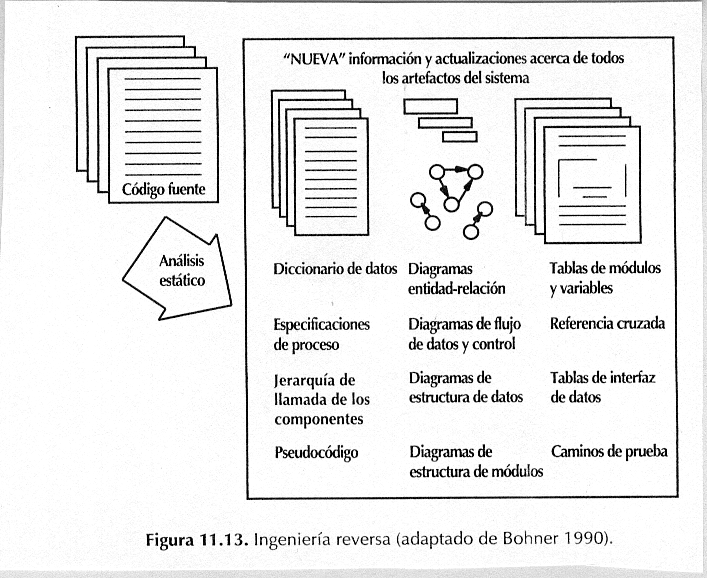 “NUEVA” información y actualizaciones acerca de todos
los artefactos del sistema
Código fuente
Análisis
estático
Diccionario de datos
Diagramas
entidad-relación
Tablas de módulos
y variables
Especificaciones
de proceso
Diagramas de flujo
de datos y control
Referencia cruzada
Jerarquía de
llamada de los
componentes
Diagramas de
estructura de datos
Tablas de interfaz
de datos
Pseudocódigo
Diagramas de
estructura de módulos
Caminos de prueba
Figura 11.13. Ingeniería reversa (adaptado de Bohner 1990).